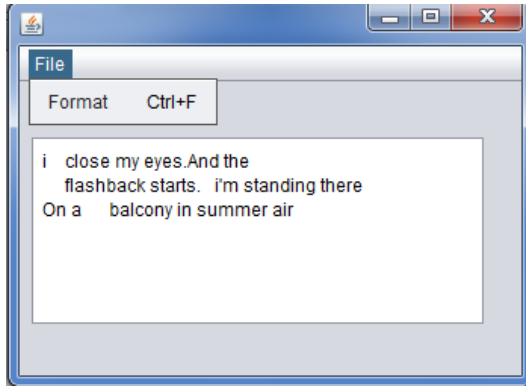 File
Format Ctrl+F
i close my eyes.And the
flashback starts. i'm standing there
On a balcony in summer air